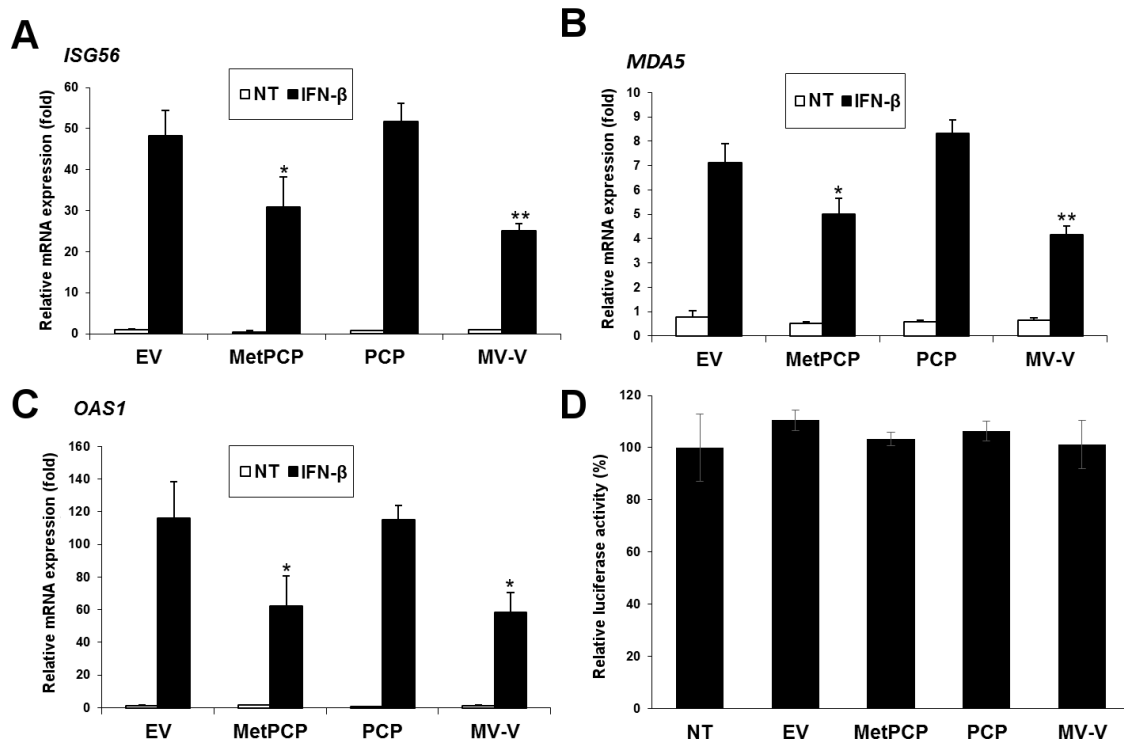 A
ISG56
Relative mRNA expression (fold)
60
50
40
30
20
10
0
NT IFN-β
*
**
EV MetPCP PCP MV-V
B
MDA5
Relative mRNA expression (fold)
10
9
8
7
6
5
4
3
2
1
0
NT IFN-β
*
**
EV MetPCP PCP MV-V
C
OAS1
Relative mRNA expression (fold)
160
140
120
100
80
60
40
20
0
NT IFN-β
*
*
EV MetPCP PCP MV-V
D
Relative luciferase activity (%)
120
100
80
60
40
20
0
NT EV MetPCP PCP MV-V